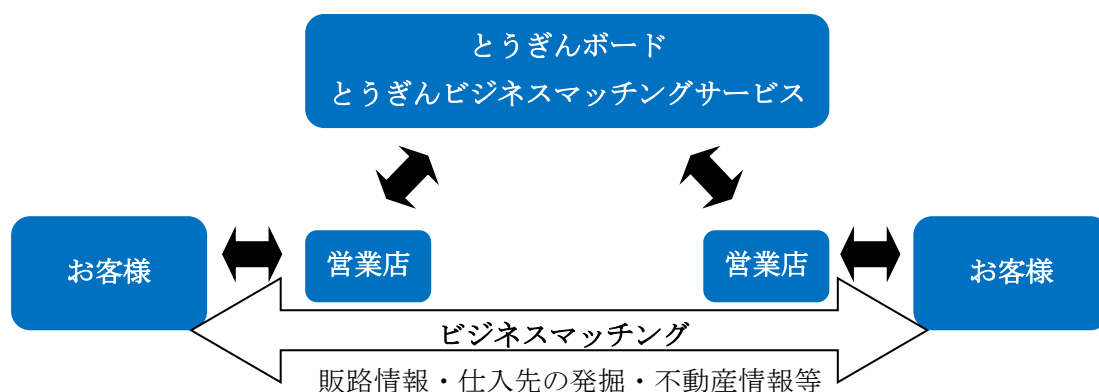 とうぎんボード
とうぎんビジネスマッチングサービス
お客様
営業店
営業店
お客様
ビジネスマッチング
販路情報・仕入先の発掘・不動産情報等